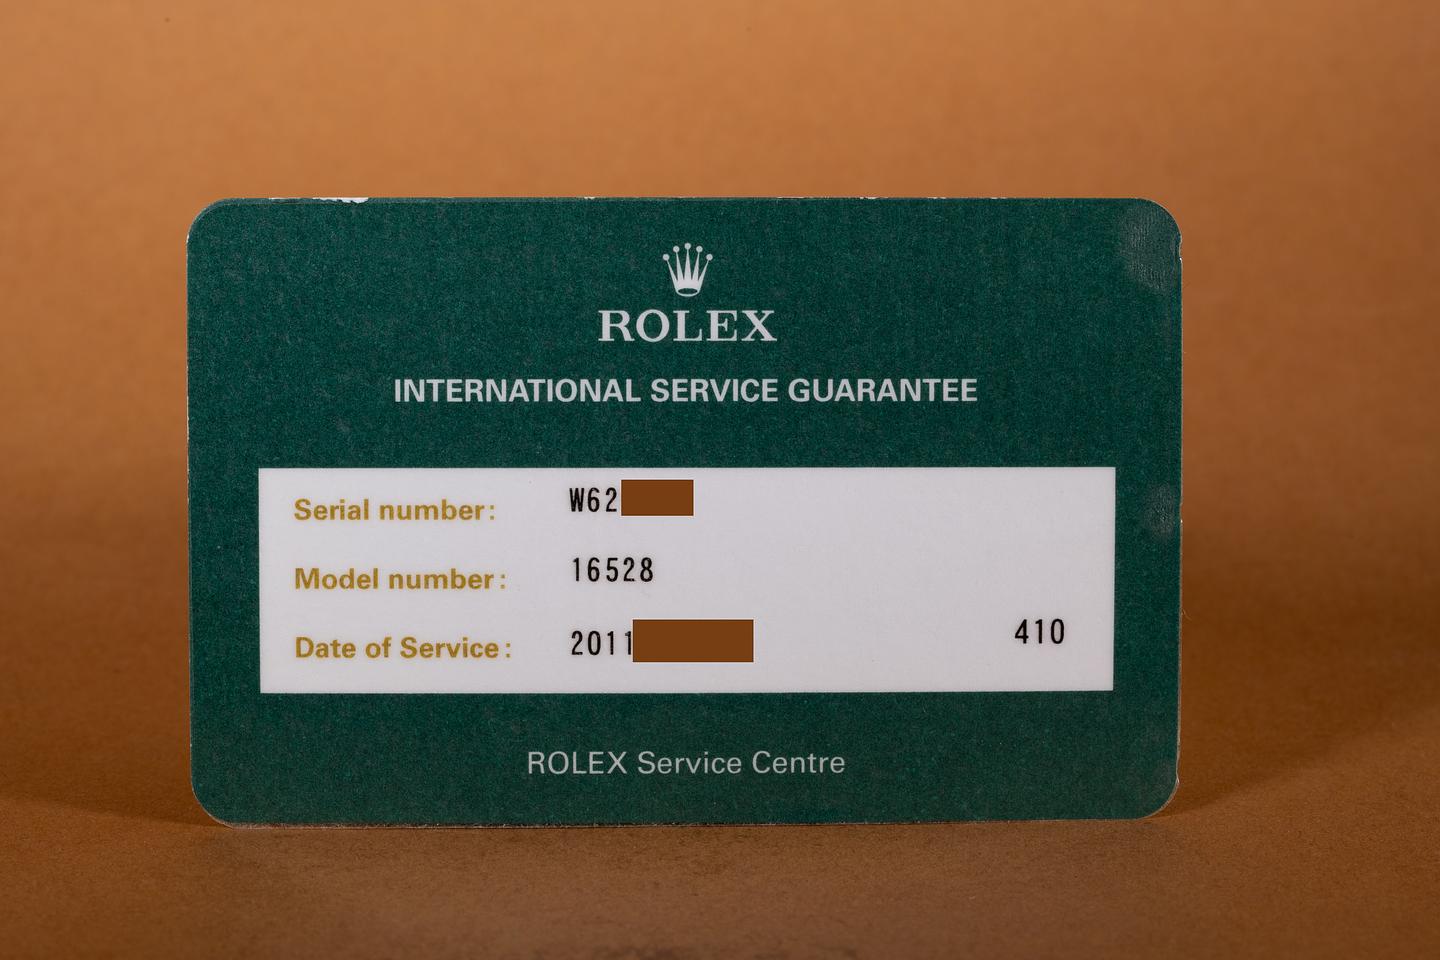 ROLEX
INTERNATIONAL SERVICE GUARANTEE
Serial number: W62
Model number: 16528
Date of Service: 2011 410
ROLEX Service Centre